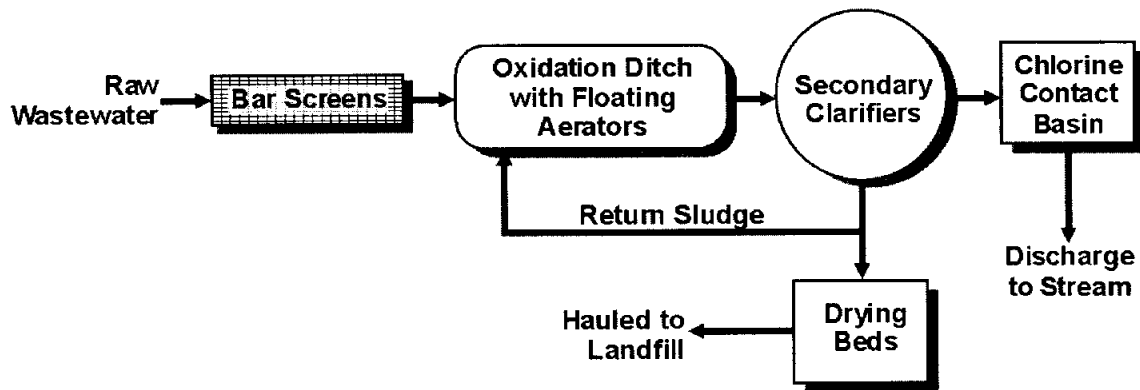 Raw
Wastewater
Bar Screens
Oxidation Ditch
with Floating
Aerators
Secondary
Clarifiers
Chlorine
Contact
Basin
Return Sludge
Discharge
to Stream
Drying
Beds
Hauled to
Landfill